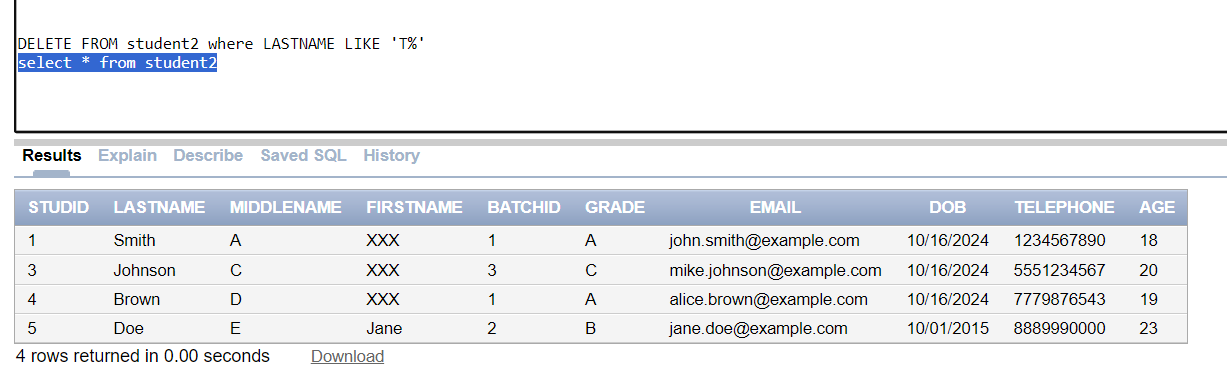 DELETE FROM student2 where LASTNAME LIKE 'T%'
select * from student2
Results Explain Describe Saved SQL History
STUDID LASTNAME MIDDLENAME FIRSTNAME BATCHID GRADE EMAIL DOB TELEPHONE AGE
1 Smith A XXX 1 A john.smith@example.com 10/16/2024 1234567890 18
3 Johnson C XXX 3 C mike.johnson@example.com 10/16/2024 5551234567 20
4 Brown D XXX 1 A alice.brown@example.com 10/16/2024 7779876543 19
5 Doe E Jane 2 B jane.doe@example.com 10/01/2015 8889990000 23
4 rows returned in 0.00 seconds Download